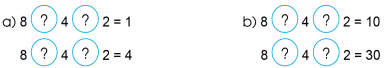 a) 8 ? 4 ? 2 = 1
b) 8 ? 4 ? 2 = 10
8 ? 4 ? 2 = 4
8 ? 4 ? 2 = 30